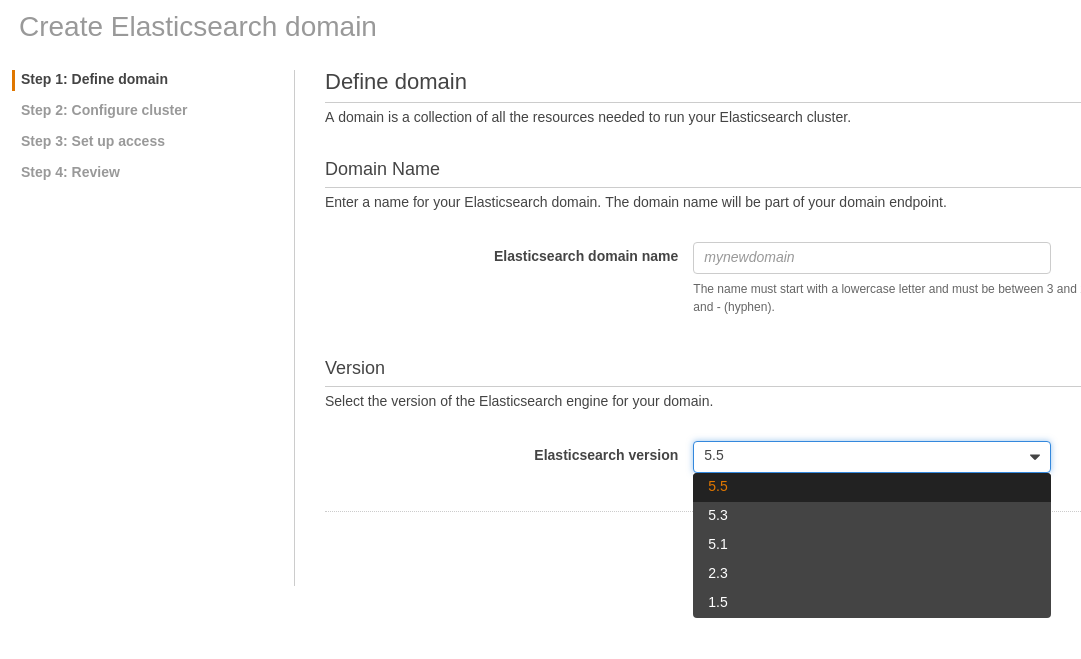 Create Elasticsearch domain
Step 1: Define domain
Step 2: Configure cluster
Step 3: Set up access
Step 4: Review
Define domain
A domain is a collection of all the resources needed to run your Elasticsearch cluster.
Domain Name
Enter a name for your Elasticsearch domain. The domain name will be part of your domain endpoint.
Elasticsearch domain name
mynewdomain
The name must start with a lowercase letter and must be between 3 and
and - (hyphen).
Version
Select the version of the Elasticsearch engine for your domain.
Elasticsearch version
5.5
5.5
5.3
5.1
2.3
1.5